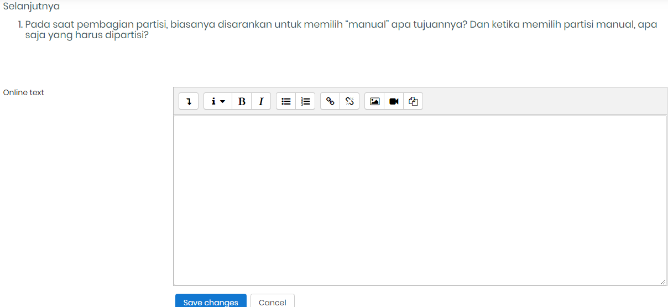 Selanjutnya
1. Pada saat pembagian partisi, biasanya disarankan untuk memilih "manual" apa tujuannya? Dan ketika memilih partisi manual, apa
saja yang harus dipartisi?
Online text
i B I
Save changes Cancel